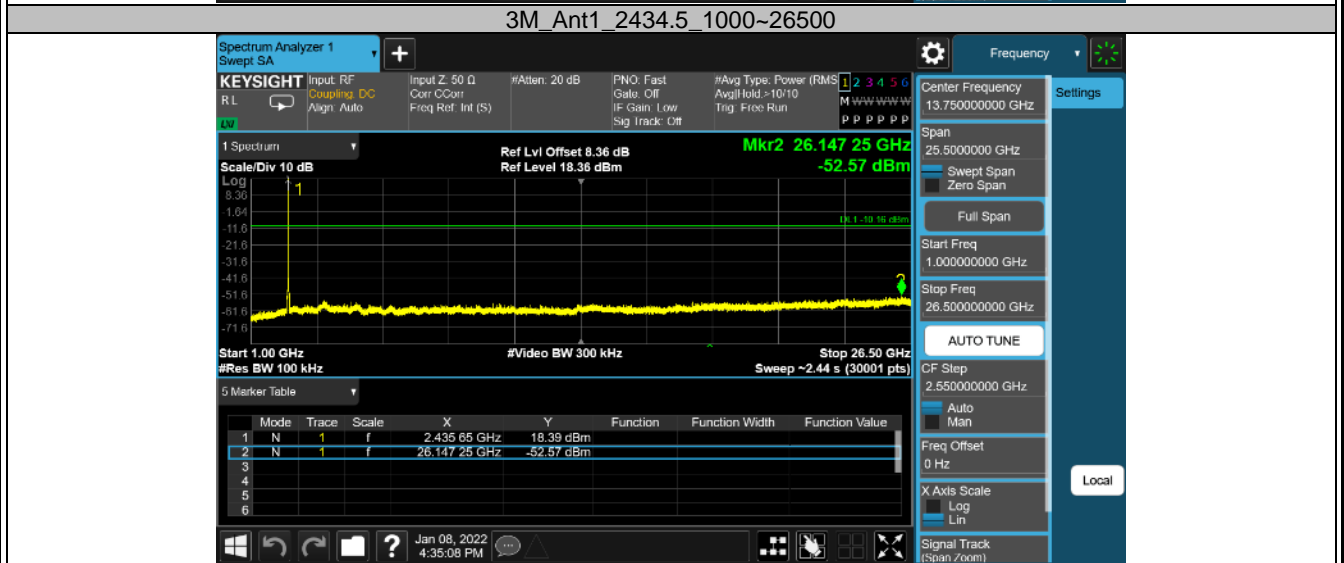 3M_Ant1_2434.5_1000~26500
Spectrum Analyzer 1
Swept SA
+
Frequency
KEYSIGHT
R L
LXI
Input: RF
Coupling: DC
Align: Auto
Input Z: 50 Ω
Corr CCorr
Freq Ref: Int (S)
#Atten: 20 dB
PNO: Fast
Gate: Off
IF Gain: Low
Sig Track: Off
#Avg Type: Power (RMS
Avg|Hold:>10/10
Trig: Free Run
1 2 3 4 5 6
M W W W W W
P P P P P P
1 Spectrum
Scale/Div 10 dB
Ref Lvl Offset 8.36 dB
Ref Level 18.36 dBm
Mkr2 26.147 25 GHz
-52.57 dBm
Log
8.36
-1.64
-11.6
-21.6
-31.6
-41.6
-51.6
-61.6
-71.6
1
DL1 -10.16 dBm
2
Start 1.00 GHz
#Res BW 100 kHz
#Video BW 300 kHz
Stop 26.50 GHz
Sweep ~2.44 s (30001 pts)
5 Marker Table
Mode Trace Scale X Y Function Function Width Function Value
1 N 1 f 2.435 65 GHz 18.39 dBm
2 N 1 f 26.147 25 GHz -52.57 dBm
3
4
5
6
Jan 08, 2022
4:35:08 PM
Center Frequency
13.750000000 GHz
Settings
Span
25.5000000 GHz
Swept Span
Zero Span
Full Span
Start Freq
1.000000000 GHz
Stop Freq
26.500000000 GHz
AUTO TUNE
CF Step
2.550000000 GHz
Auto
Man
Freq Offset
0 Hz
X Axis Scale
Log
Lin
Signal Track
(Span Zoom)
Local